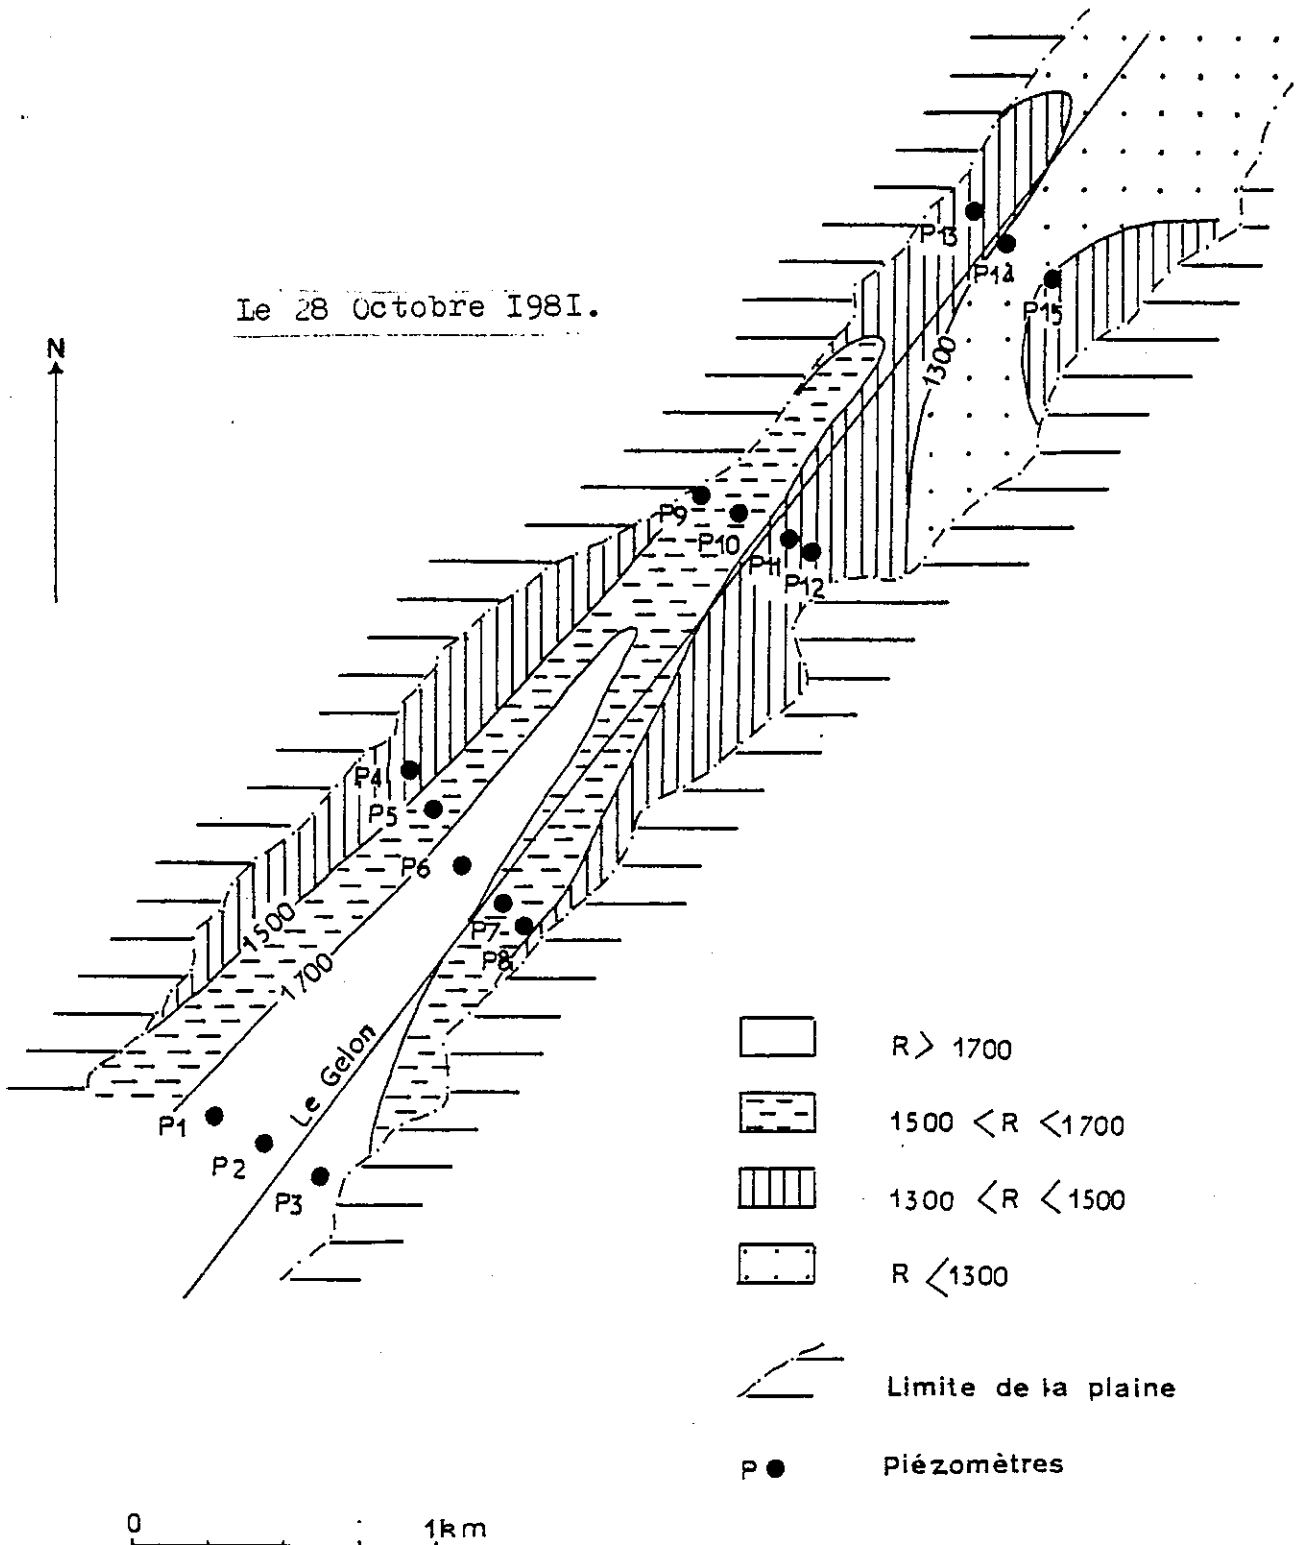 Le 28 Octobre I98I.
N
P13
P14
P15
1300
P9
P10
P11
P12
P4
P5
P6
P7
P8
1500
1700
Le Gelon
P1
P2
P3
R > 1700
1500 < R < 1700
1300 < R < 1500
R < 1300
Limite de la plaine
P
Piézomètres
0 1km